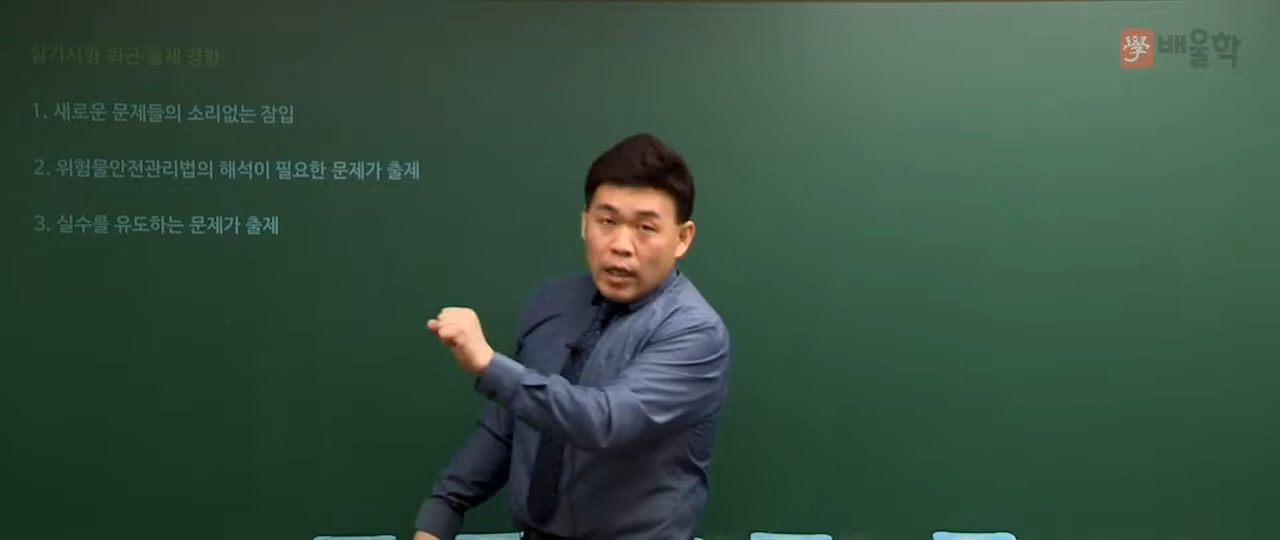 실기시험 최근 출제 경향
學 배울학
1. 새로운 문제들의 소리없는 잠입
2. 위험물안전관리법의 해석이 필요한 문제가 출제
3. 실수를 유도하는 문제가 출제